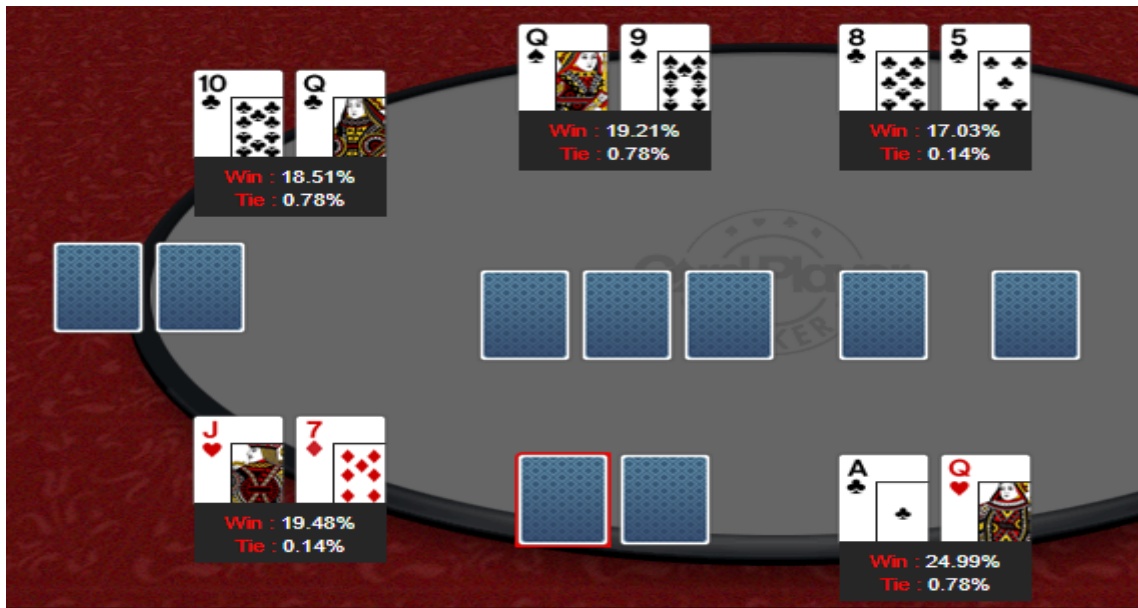 Q 9
Win : 19.21%
Tie : 0.78%
8 5
Win : 17.03%
Tie : 0.14%
10 Q
Win : 18.51%
Tie : 0.78%
J 7
Win : 19.48%
Tie : 0.14%
A Q
Win : 24.99%
Tie : 0.78%